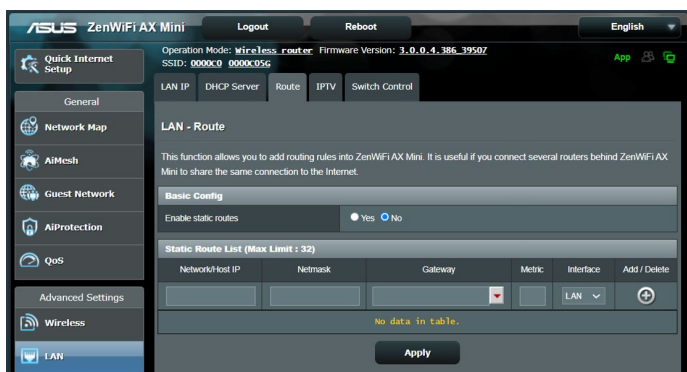 ASUS ZenWiFi AX Mini Logout Reboot English
Operation Mode: Wireless router Firmware Version: 3.0.0.4.386_39507
SSID: 0000C0 0000C05G
App
Quick Internet
Setup
General
Network Map
AiMesh
Guest Network
AiProtection
QoS
Advanced Settings
Wireless
LAN
LAN IP DHCP Server Route IPTV Switch Control
LAN - Route
This function allows you to add routing rules into ZenWiFi AX Mini. It is useful if you connect several routers behind ZenWiFi AX
Mini to share the same connection to the Internet.
Basic Config
Enable static routes Yes No
Static Route List (Max Limit : 32)
Network/Host IP Netmask Gateway Metric Interface Add / Delete
LAN
No data in table.
Apply